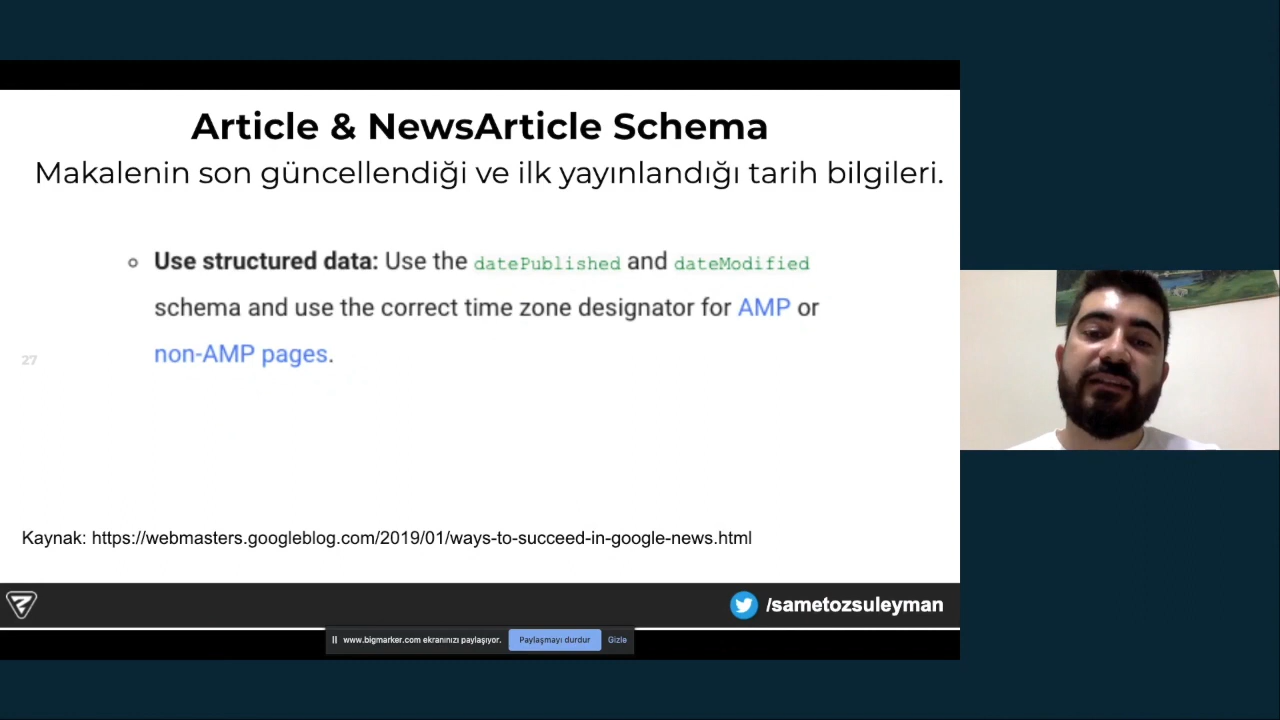 Article & NewsArticle Schema
Makalenin son güncellendiği ve ilk yayınlandığı tarih bilgileri.
Use structured data: Use the datePublished and dateModified
schema and use the correct time zone designator for AMP or
non-AMP pages.
27
Kaynak: https://webmasters.googleblog.com/2019/01/ways-to-succeed-in-google-news.html
/sametozsuleyman
www.bigmarker.com ekranınızı paylaşıyor. Paylaşmayı durdur Gizle